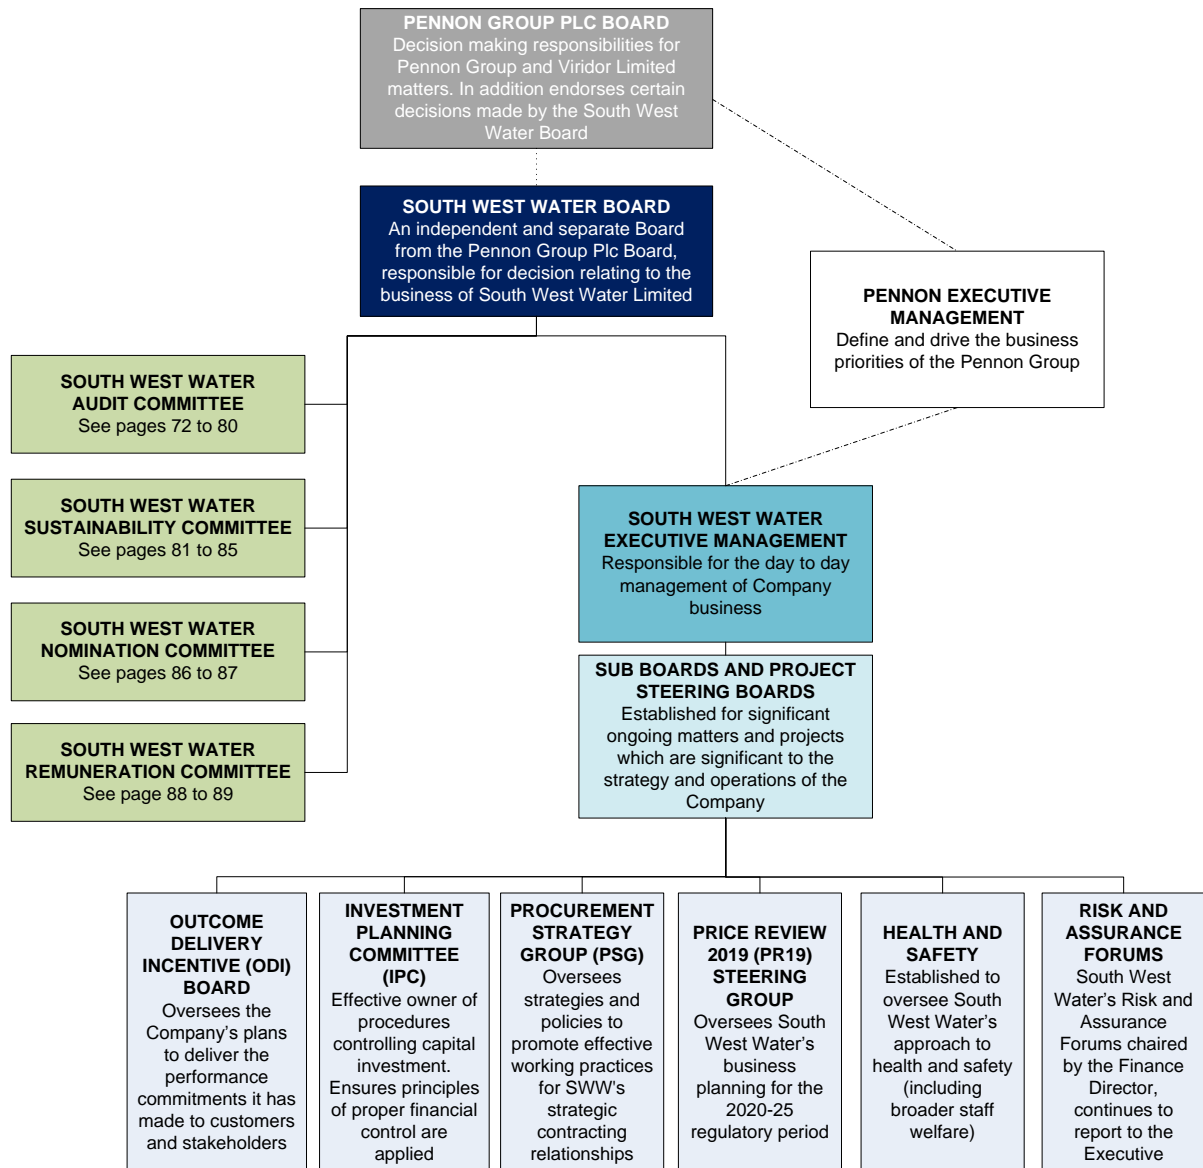 PENNON GROUP PLC BOARD
Decision making responsibilities for
Pennon Group and Viridor Limited
matters. In addition endorses certain
decisions made by the South West
Water Board
SOUTH WEST WATER BOARD
An independent and separate Board
from the Pennon Group Plc Board,
responsible for decision relating to the
business of South West Water Limited
PENNON EXECUTIVE
MANAGEMENT
Define and drive the business
priorities of the Pennon Group
SOUTH WEST WATER
AUDIT COMMITTEE
See pages 72 to 80
SOUTH WEST WATER
SUSTAINABILITY COMMITTEE
See pages 81 to 85
SOUTH WEST WATER
NOMINATION COMMITTEE
See pages 86 to 87
SOUTH WEST WATER
REMUNERATION COMMITTEE
See page 88 to 89
SOUTH WEST WATER
EXECUTIVE MANAGEMENT
Responsible for the day to day
management of Company
business
SUB BOARDS AND PROJECT
STEERING BOARDS
Established for significant
ongoing matters and projects
which are significant to the
strategy and operations of the
Company
OUTCOME
DELIVERY
INCENTIVE (ODI)
BOARD
Oversees the
Company's plans
to deliver the
performance
commitments it has
made to customers
and stakeholders
INVESTMENT
PLANNING
COMMITTEE
(IPC)
Effective owner of
procedures
controlling capital
investment.
Ensures principles
of proper financial
control are
applied
PROCUREMENT
STRATEGY
GROUP (PSG)
Oversees
strategies and
policies to
promote effective
working practices
for SWW's
strategic
contracting
relationships
PRICE REVIEW
2019 (PR19)
STEERING
GROUP
Oversees South
West Water's
business
planning for the
2020-25
regulatory period
HEALTH AND
SAFETY
Established to
oversee South
West Water's
approach to
health and safety
(including
broader staff
welfare)
RISK AND
ASSURANCE
FORUMS
South West
Water's Risk and
Assurance
Forums chaired
by the Finance
Director,
continues to
report to the
Executive